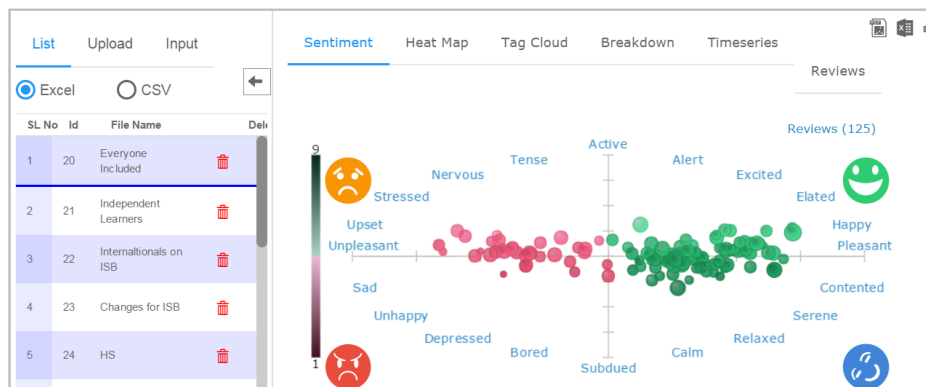 List Upload Input
Excel CSV
SL No Id File Name
1 20 Everyone
Included
2 21 Independent
Learners
3 22 Internaltionals on
ISB
4 23 Changes for ISB
5 24 HS
Sentiment Heat Map Tag Cloud Breakdown Timeseries
Reviews
Reviews (125)
9
1
Active
Tense
Alert
Nervous
Excited
Stressed
Elated
Upset
Happy
Unpleasant
Pleasant
Sad
Contented
Unhappy
Serene
Depressed
Relaxed
Bored
Calm
Subdued